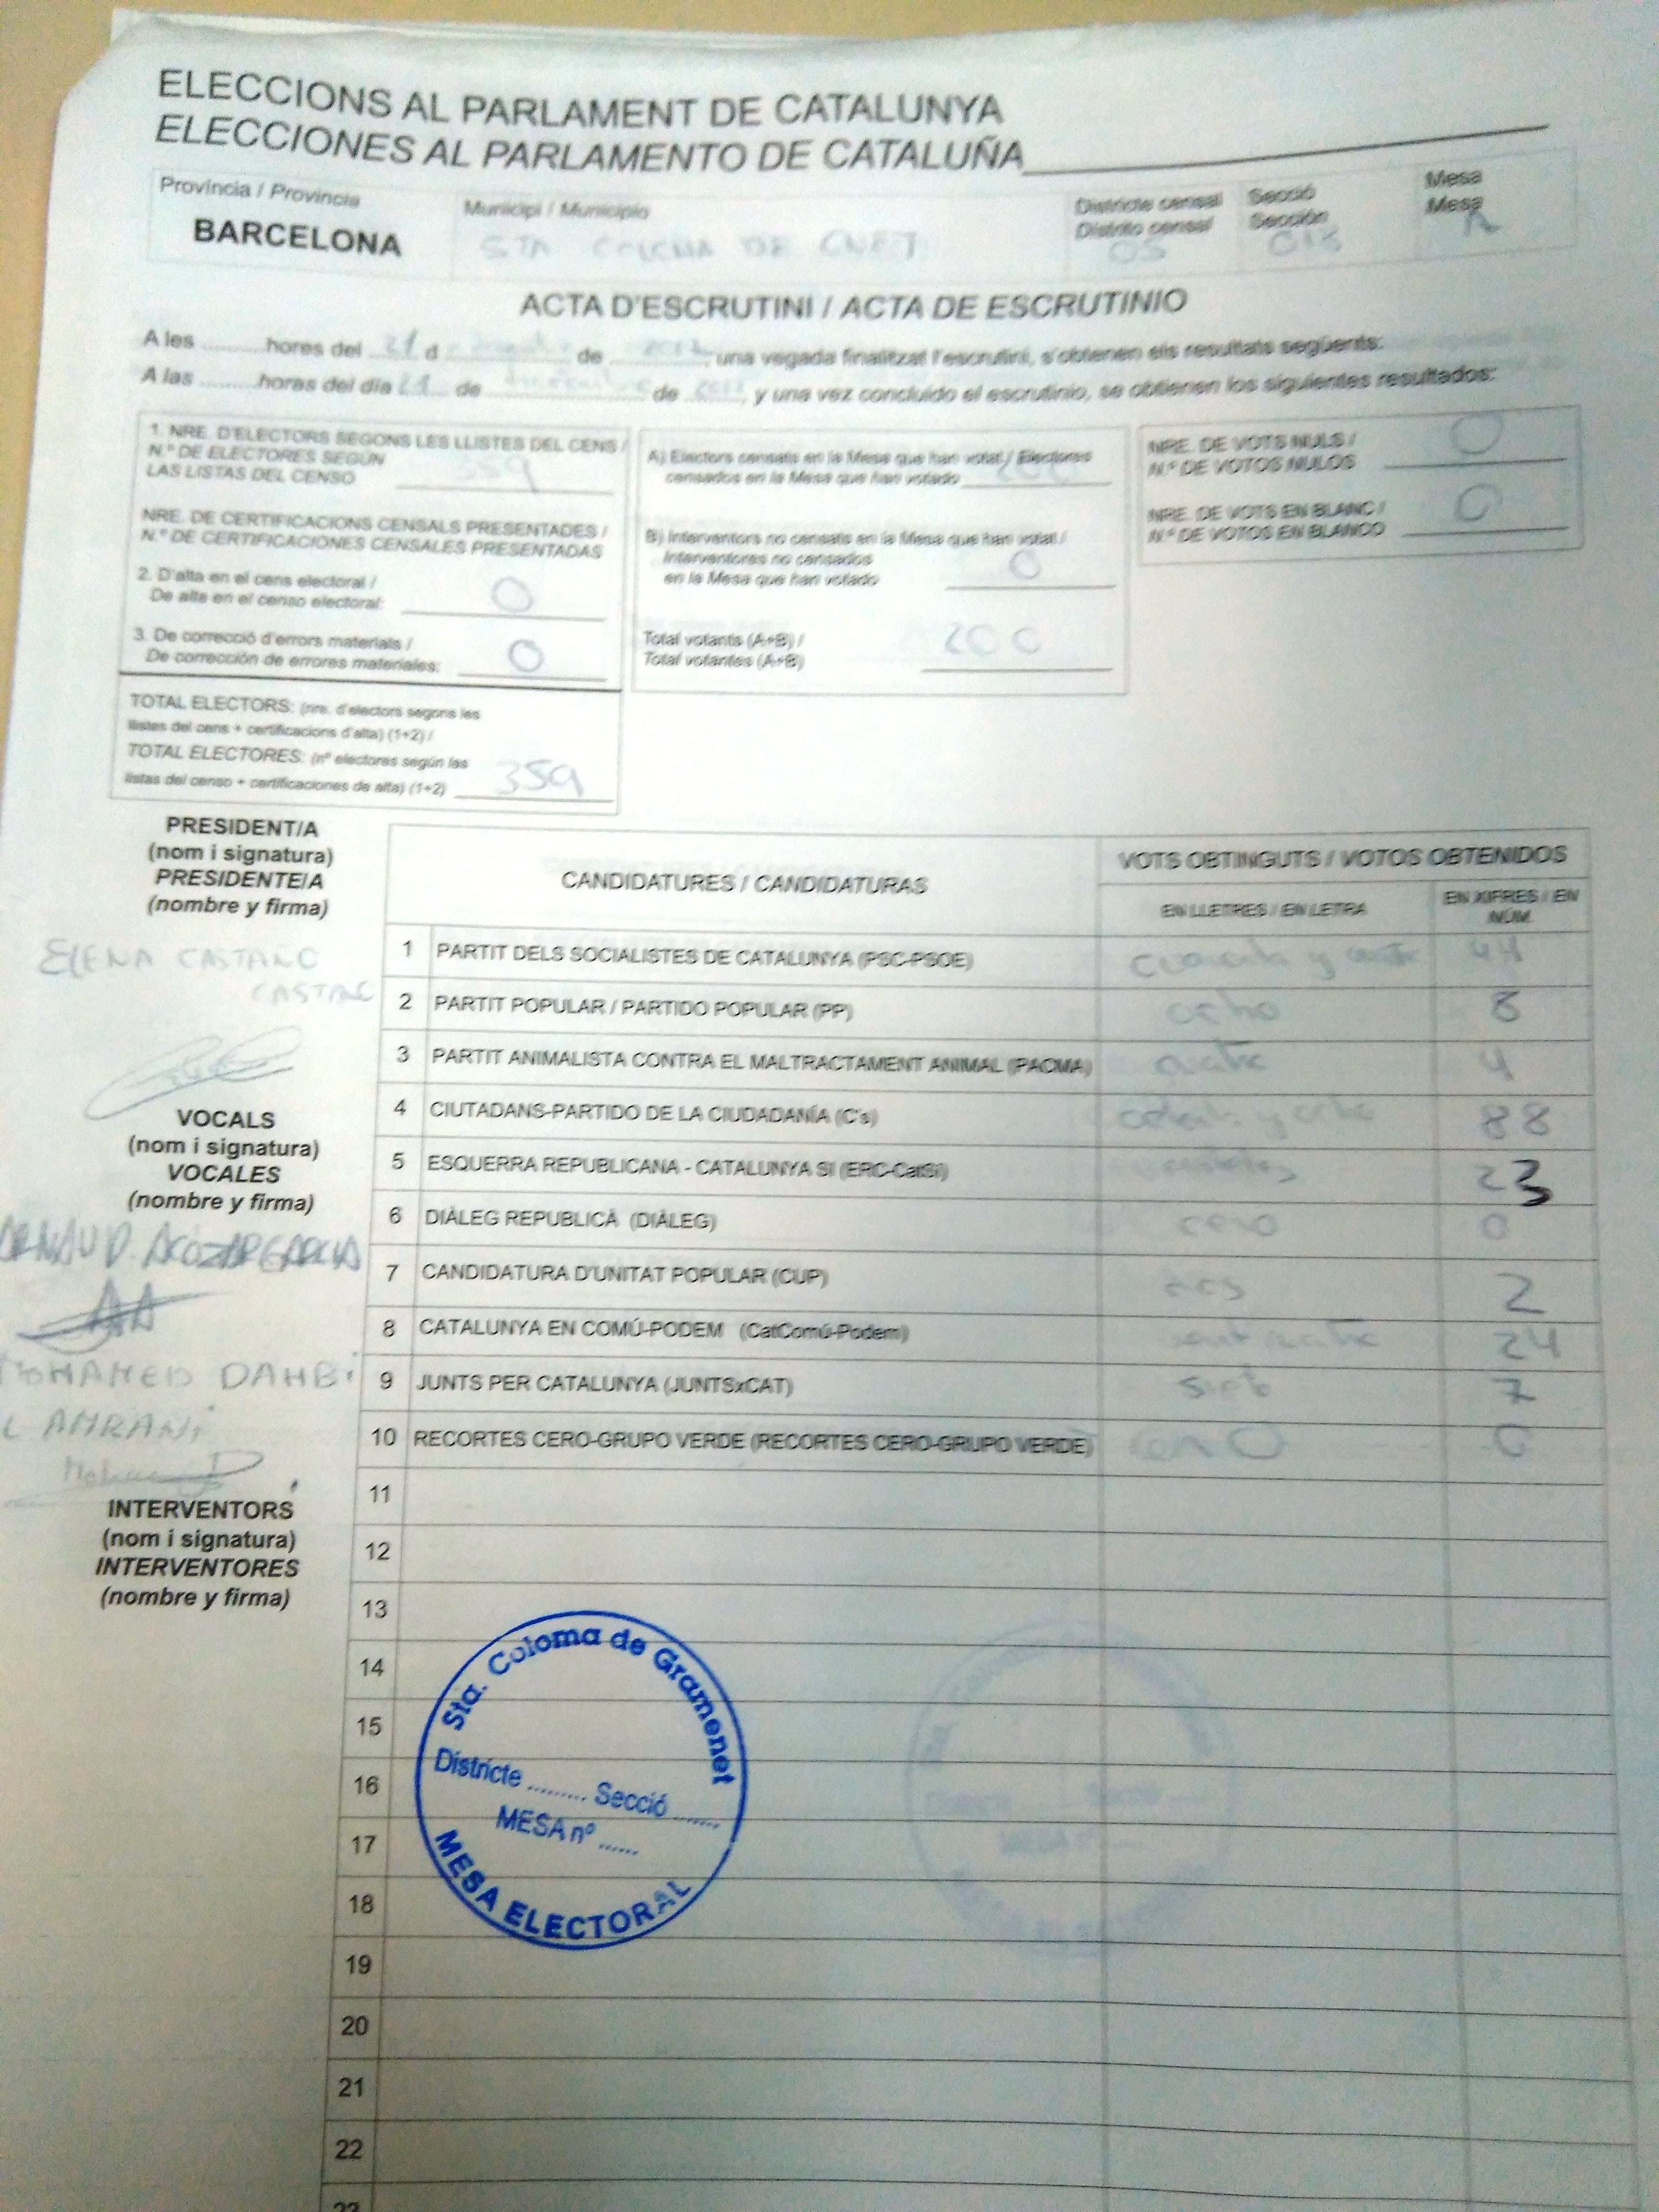 ELECCIONS AL PARLAMENT DE CATALUNYA
ELECCIONES AL PARLAMENTO DE CATALUÑA
Província / Provincia
BARCELONA
Municipi / Municipio
STA COLOMA DE GNET
Districte censal
Distrito censal
05
Secció
Sección
013
Mesa
Mesa
A
ACTA D'ESCRUTINI / ACTA DE ESCRUTINIO
A les ......... hores del 21 d de , una vegada finalitzat l'escrutini, s'obtenen els resultats següents:
A las ......... horas del día 21 de de , y una vez concluido el escrutinio, se obtienen los siguientes resultados:
1. NRE. D'ELECTORS SEGONS LES LLISTES DEL CENS /
N.º DE ELECTORES SEGÚN
LAS LISTAS DEL CENSO 359
NRE. DE CERTIFICACIONS CENSALS PRESENTADES /
N.º DE CERTIFICACIONES CENSALES PRESENTADAS
2. D'alta en el cens electoral /
De alta en el censo electoral: 0
3. De correcció d'errors materials /
De corrección de errores materiales: 0
TOTAL ELECTORS: (nre. d'electors segons les
llistes del cens + certificacions d'alta) (1+2) /
TOTAL ELECTORES: (nº electores según las
listas del censo + certificaciones de alta) (1+2) 359
A) Electors censats en la Mesa que han votat / Electores
censados en la Mesa que han votado 200
B) Interventors no censats en la Mesa que han votat /
Interventores no censados
en la Mesa que han votado 0
Total votants (A+B) /
Total votantes (A+B) 200
NRE. DE VOTS NULS /
N.º DE VOTOS NULOS 0
NRE. DE VOTS EN BLANC /
N.º DE VOTOS EN BLANCO 0
PRESIDENT/A
(nom i signatura)
PRESIDENTE/A
(nombre y firma)
ELENA CASTAÑO
CASTAÑO
VOCALS
(nom i signatura)
VOCALES
(nombre y firma)
MOHAMED DAHBI
AMRANI
INTERVENTORS
(nom i signatura)
INTERVENTORES
(nombre y firma)
CANDIDATURES / CANDIDATURAS
VOTS OBTINGUTS / VOTOS OBTENIDOS
EN LLETRES / EN LETRA
EN XIFRES / EN
NÚM.
1 PARTIT DELS SOCIALISTES DE CATALUNYA (PSC-PSOE) cuarenta y cuatro 44
2 PARTIT POPULAR / PARTIDO POPULAR (PP) ocho 8
3 PARTIT ANIMALISTA CONTRA EL MALTRACTAMENT ANIMAL (PACMA) cuatro 4
4 CIUTADANS-PARTIDO DE LA CIUDADANÍA (C's) ochenta y ocho 88
5 ESQUERRA REPUBLICANA - CATALUNYA SÍ (ERC-CatSí) 23
6 DIÀLEG REPUBLICÀ (DIÀLEG) cero 0
7 CANDIDATURA D'UNITAT POPULAR (CUP) dos 2
8 CATALUNYA EN COMÚ-PODEM (CatComú-Podem) 24
9 JUNTS PER CATALUNYA (JUNTSxCAT) siete 7
10 RECORTES CERO-GRUPO VERDE (RECORTES CERO-GRUPO VERDE) cero 0
11
12
13
14
15
16
17
18
19
20
21
22
23
Sta. Coloma de Gramenet
Districte ......... Secció .......
MESA nº ......
MESA ELECTORAL